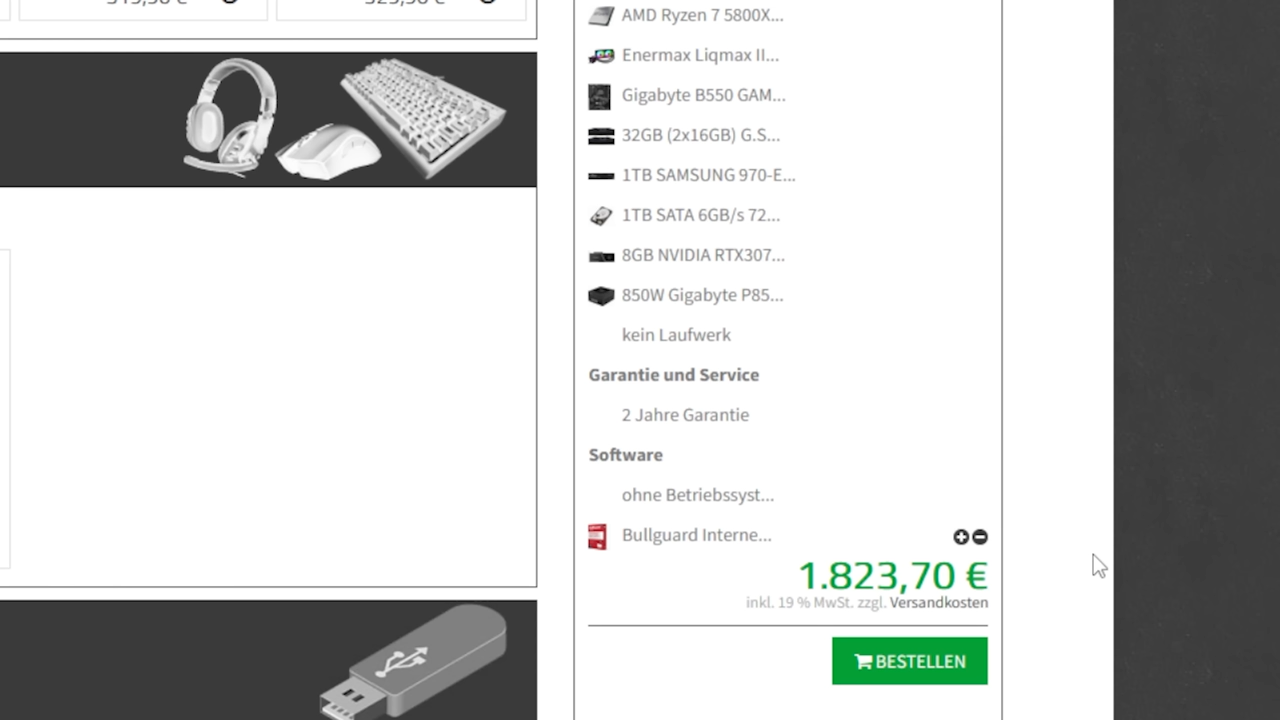 AMD Ryzen 7 5800X...
Enermax Liqmax II...
Gigabyte B550 GAM...
32GB (2x16GB) G.S...
1TB SAMSUNG 970-E...
1TB SATA 6GB/s 72...
8GB NVIDIA RTX307...
850W Gigabyte P85...
kein Laufwerk
Garantie und Service
2 Jahre Garantie
Software
ohne Betriebssyst...
Bullguard Interne...
1.823,70 €
inkl. 19 % MwSt. zzgl. Versandkosten
BESTELLEN